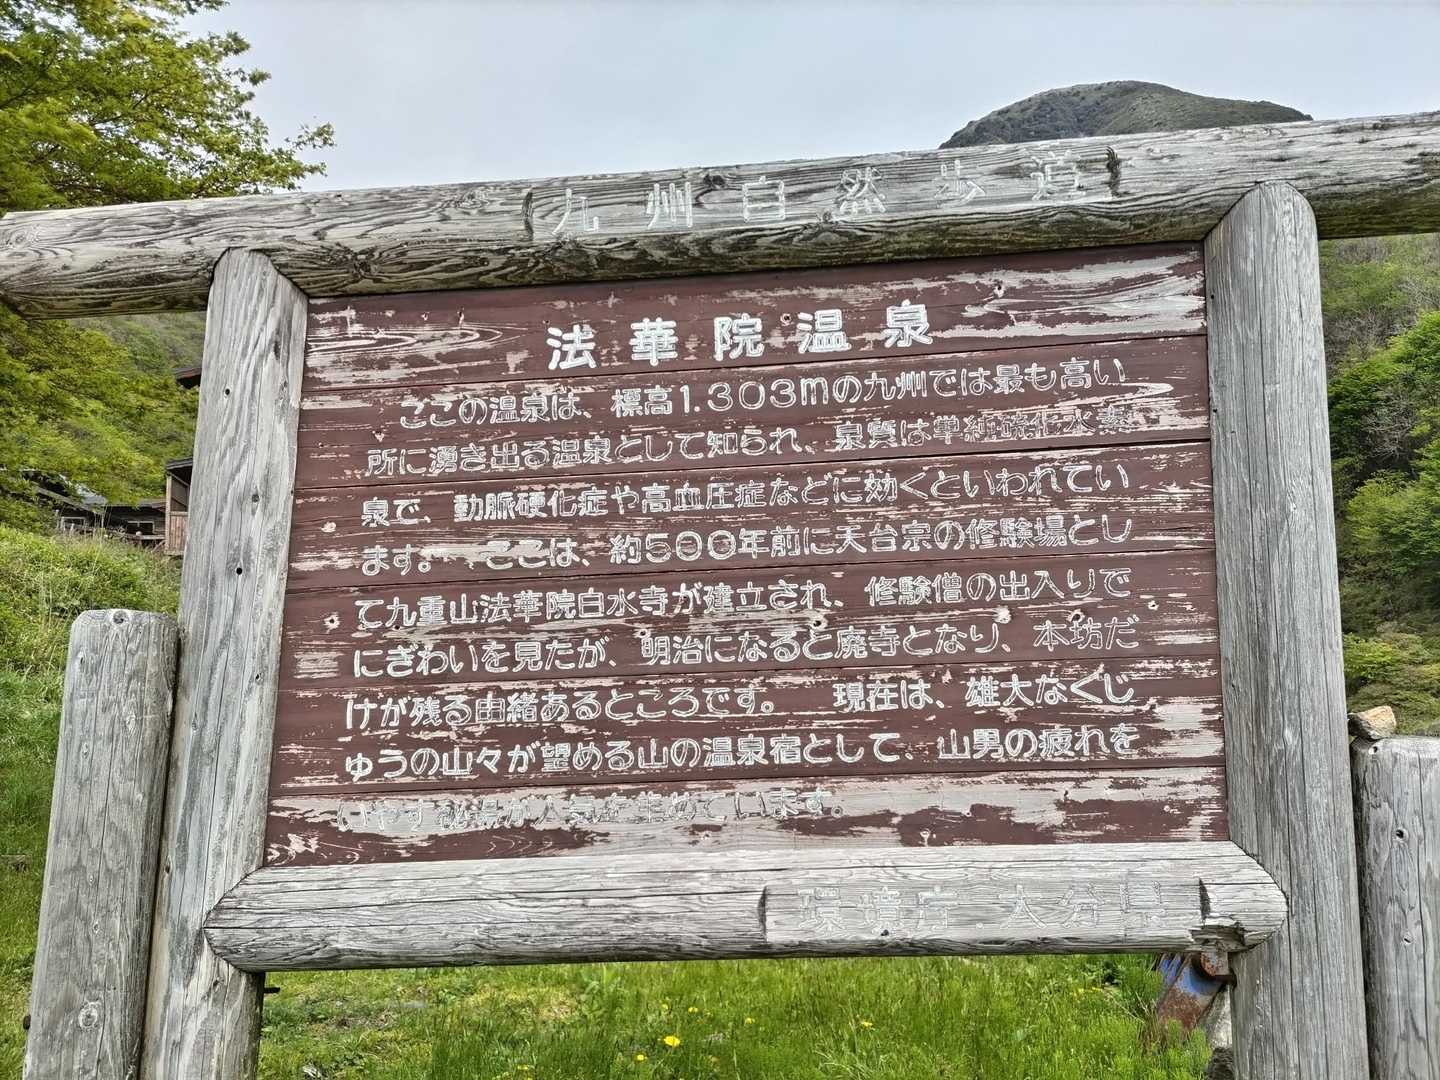 九州自然歩道
法華院温泉
ここの温泉は、標高1.303mの九州では最も高い
所に湧き出る温泉として知られ、泉質は単純硫化水素
泉で、動脈硬化症や高血圧症などに効くといわれてい
ます。 ここは、約500年前に天台宗の修験場とし
て九重山法華院白水寺が建立され、修験僧の出入りで
にぎわいを見たが、明治になると廃寺となり、本坊だ
けが残る由緒あるところです。 現在は、雄大なくじ
ゅうの山々が望める山の温泉宿として、山男の疲れを
いやす秘湯が人気を集めています。
環境庁.大分県